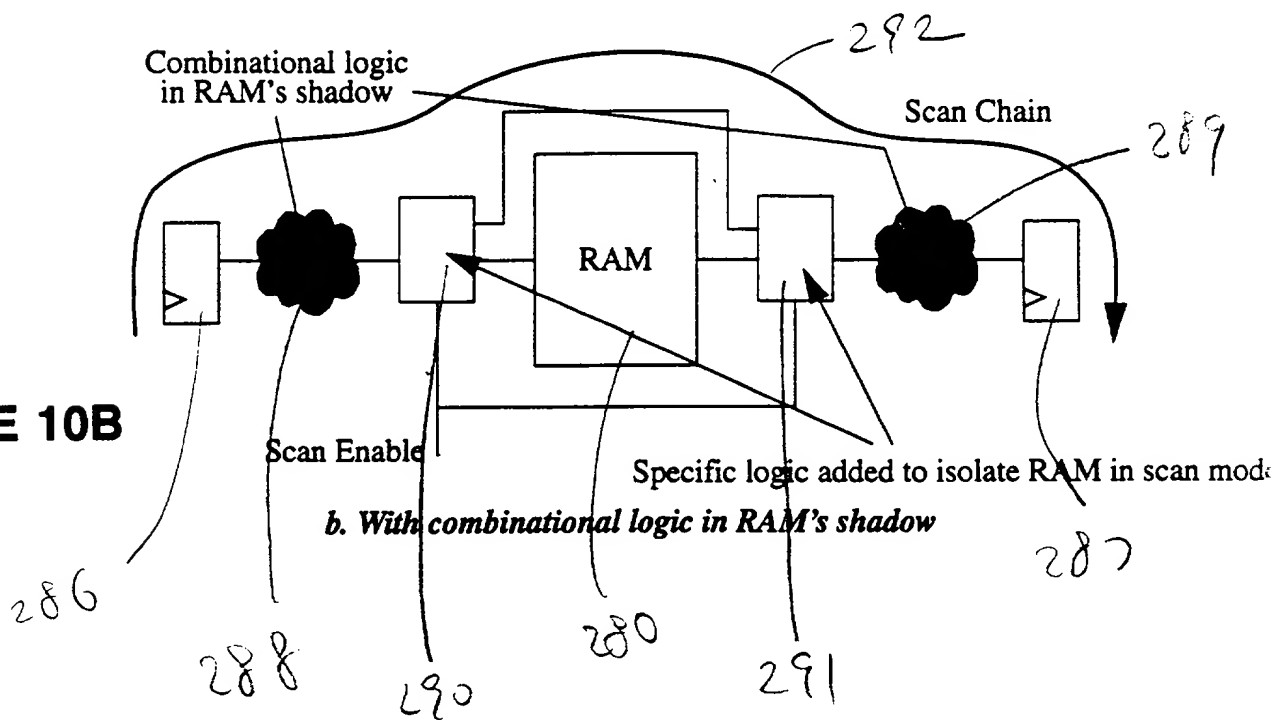 292
Combinational logic
in RAM's shadow
Scan Chain
289
RAM
E 10B
Scan Enable
Specific logic added to isolate RAM in scan mod
b. With combinational logic in RAM's shadow
286
288
290
280
291
287